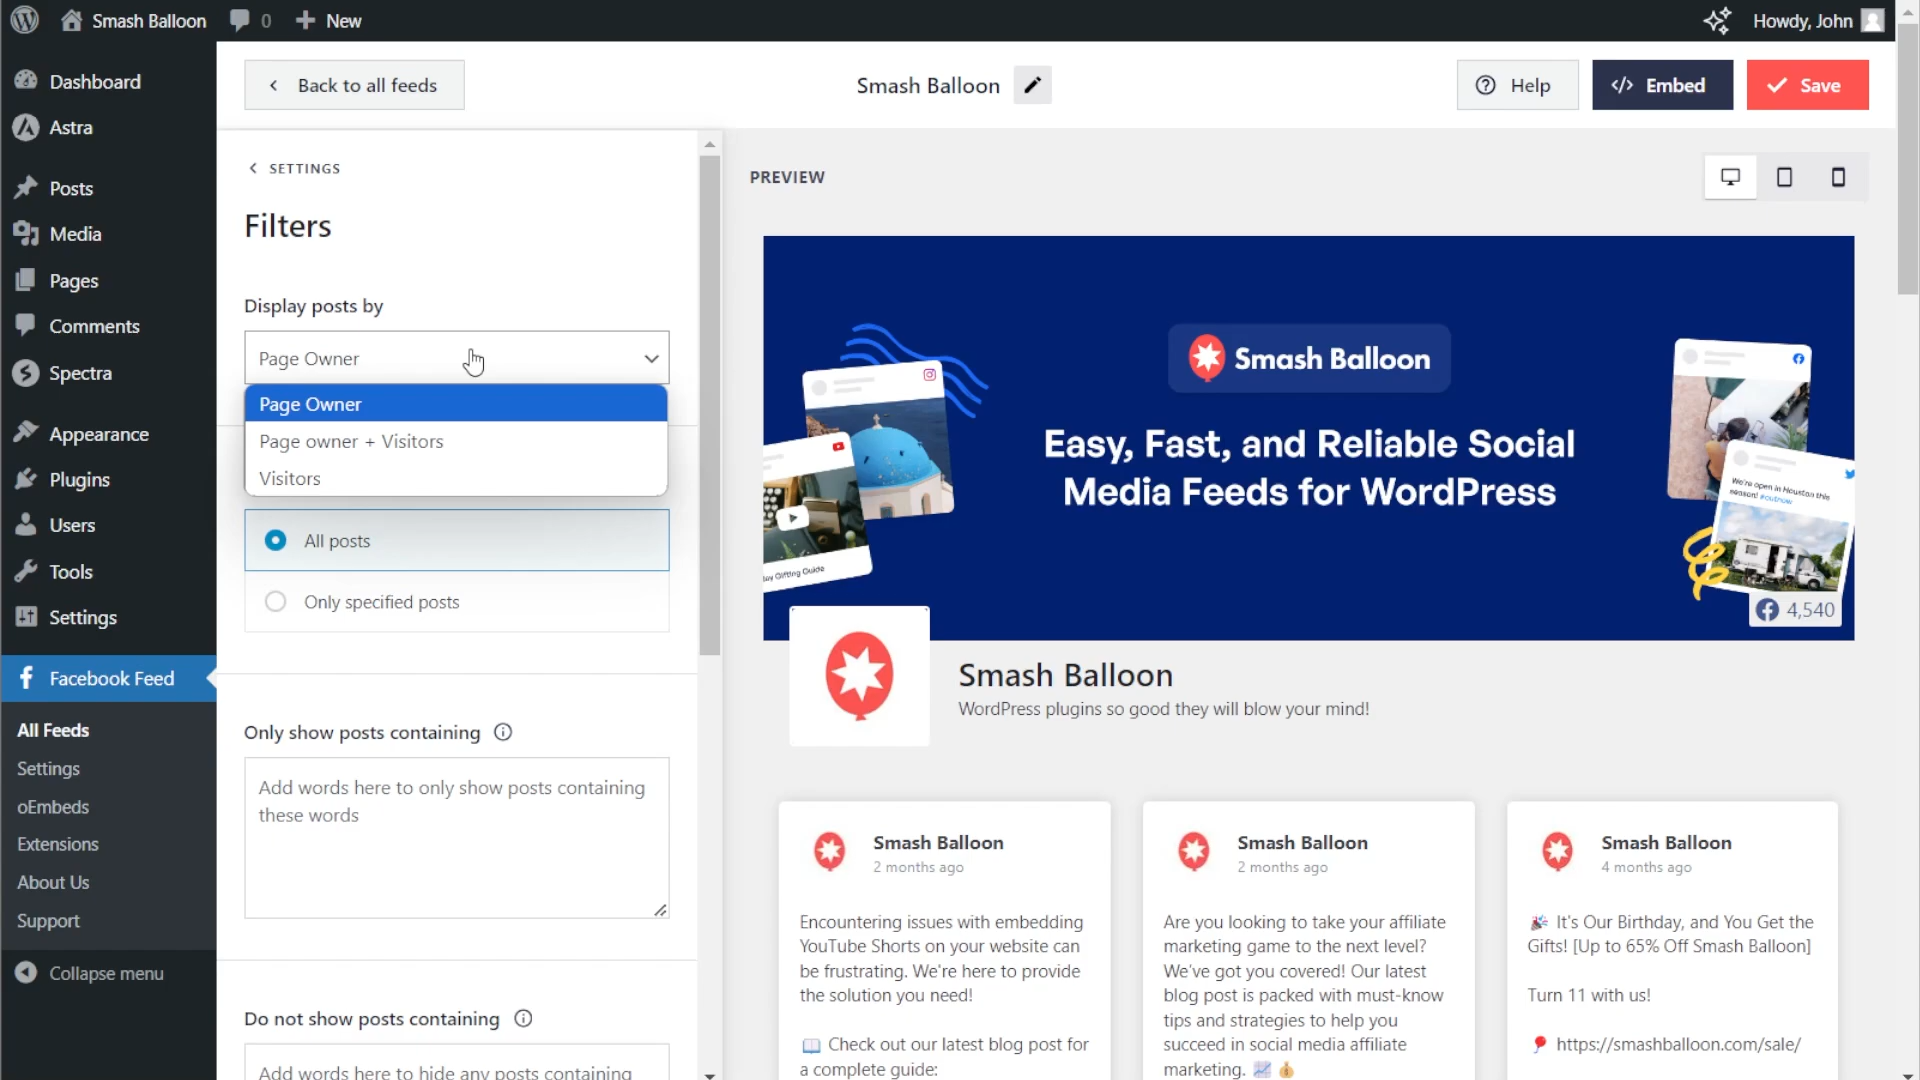 Smash Balloon
0
New
Howdy, John
Dashboard
Astra
Posts
Media
Pages
Comments
Spectra
Appearance
Plugins
Users
Tools
Settings
Facebook Feed
All Feeds
Settings
oEmbeds
Extensions
About Us
Support
Collapse menu
Back to all feeds
Smash Balloon
Help
</> Embed
Save
SETTINGS
Filters
Display posts by
Page Owner
Page Owner
Page owner + Visitors
Visitors
All posts
Only specified posts
Only show posts containing
Add words here to only show posts containing
these words
Do not show posts containing
Add words here to hide any posts containing
PREVIEW
Smash Balloon
Easy, Fast, and Reliable Social
Media Feeds for WordPress
Gifting Guide
We're open in Houston this
season! #outnow
4,540
Smash Balloon
WordPress plugins so good they will blow your mind!
Smash Balloon
2 months ago
Encountering issues with embedding
YouTube Shorts on your website can
be frustrating. We're here to provide
the solution you need!
📖 Check out our latest blog post for
a complete guide:
Smash Balloon
2 months ago
Are you looking to take your affiliate
marketing game to the next level?
We've got you covered! Our latest
blog post is packed with must-know
tips and strategies to help you
succeed in social media affiliate
marketing. 📈 💰
Smash Balloon
4 months ago
🎉 It's Our Birthday, and You Get the
Gifts! [Up to 65% Off Smash Balloon]
Turn 11 with us!
🎈 https://smashballoon.com/sale/